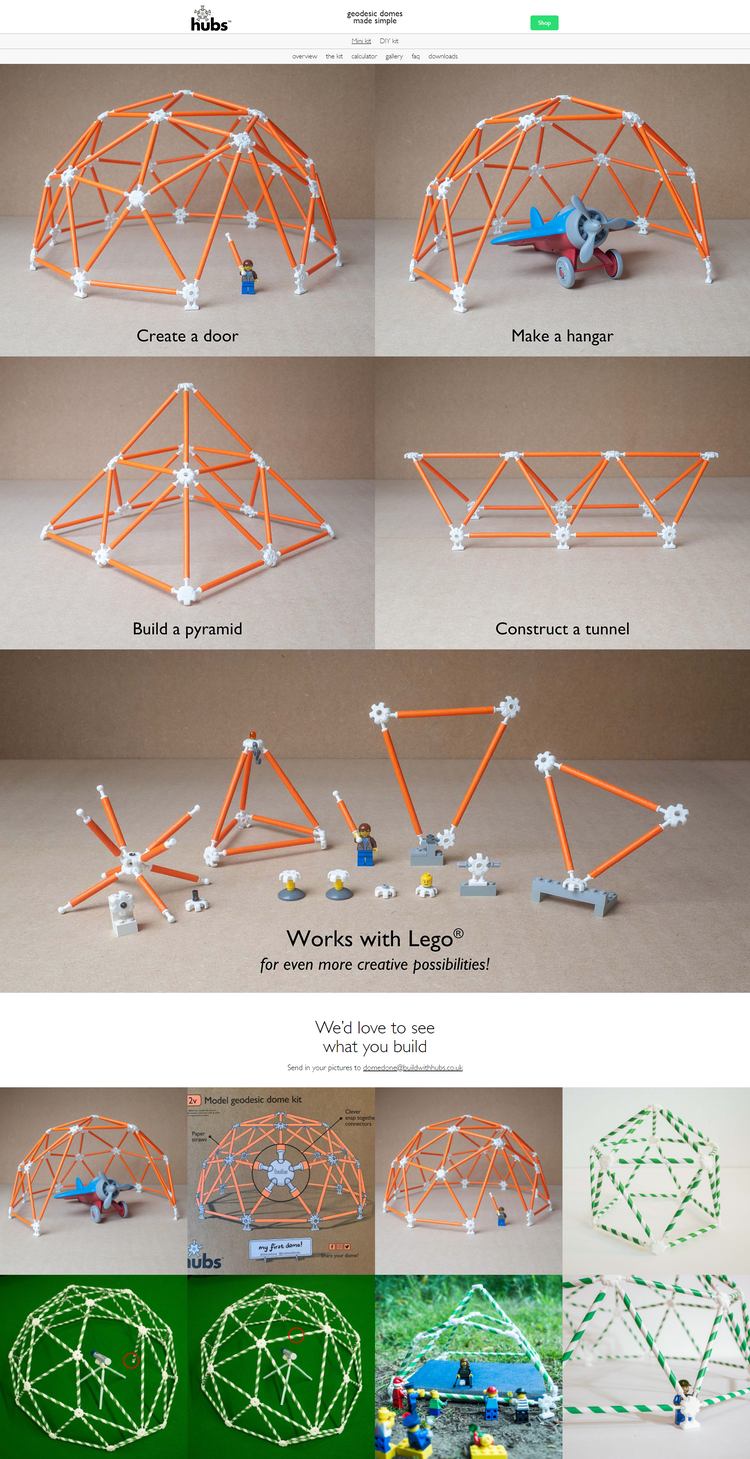 hubs™
geodesic domes
made simple
Shop
Mini kit DIY kit
overview the kit calculator gallery faq downloads
Create a door
Make a hangar
Build a pyramid
Construct a tunnel
Works with Lego®
for even more creative possibilities!
We'd love to see
what you build
Send in your pictures to domedone@buildwithhubs.co.uk
2v Model geodesic dome kit
Clever
snap together
connectors
Paper
straws
my first dome!
Share your dome!
hubs